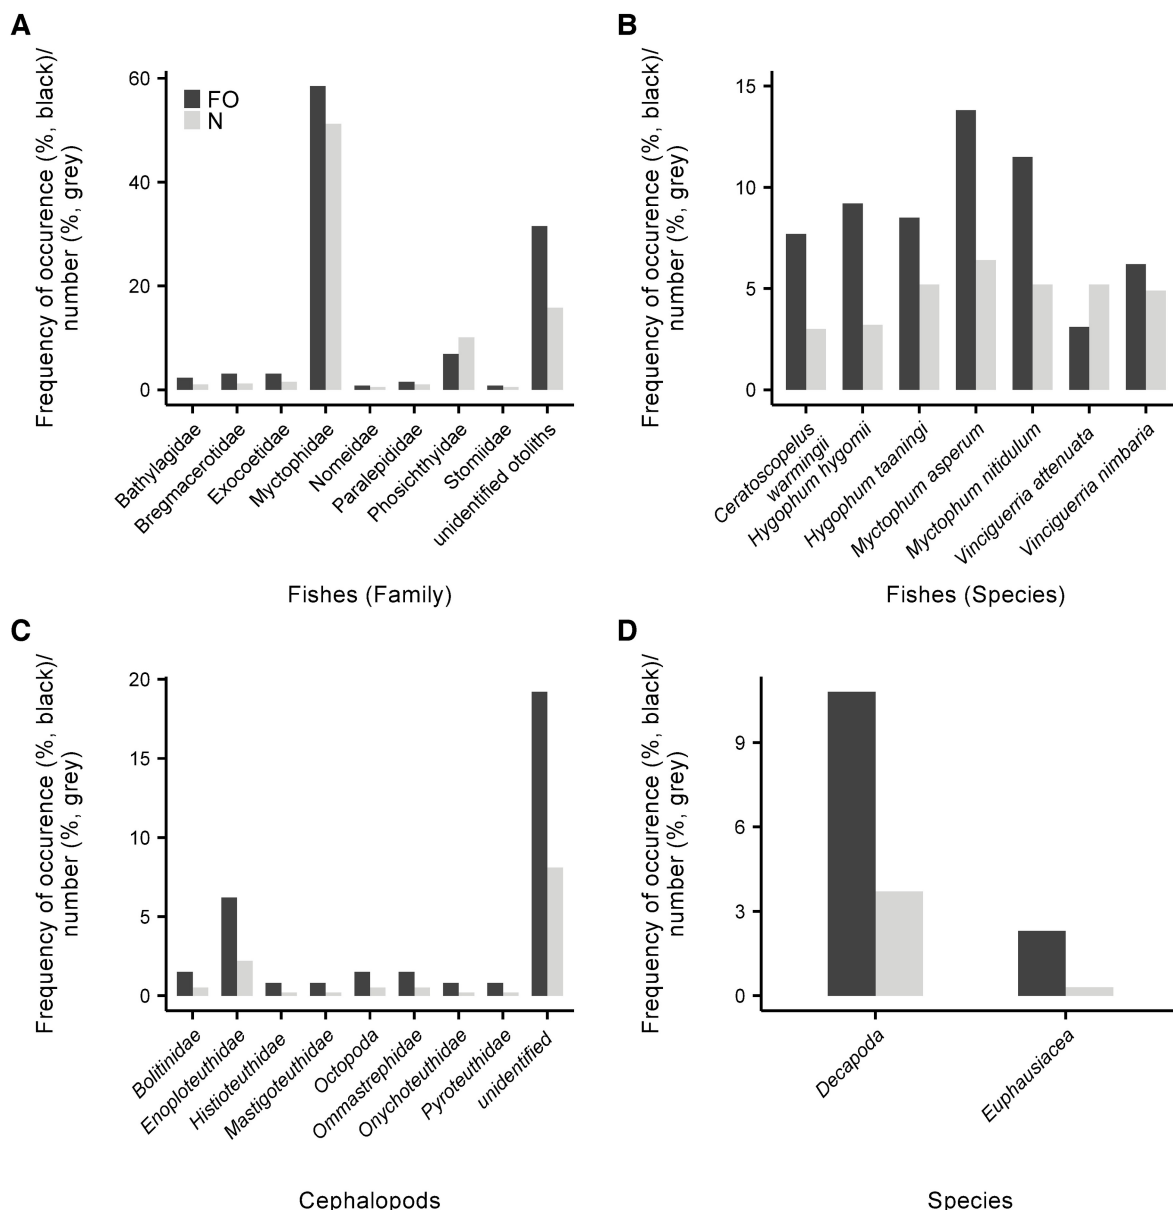 A
Frequency of occurence (%, black)/
number (%, grey)
60
40
20
0
FO
N
Bathylagidae
Bregmacerotidae
Exocoetidae
Myctophidae
Nomeidae
Paralepididae
Phosichthyidae
Stomiidae
unidentified otoliths
Fishes (Family)
B
Frequency of occurence (%, black)/
number (%, grey)
15
10
5
0
Ceratoscopelus
warmingii
Hygophum hygomii
Hygophum taaningi
Myctophum asperum
Myctophum nitidulum
Vinciguerria attenuata
Vinciguerria nimbaria
Fishes (Species)
C
Frequency of occurence (%, black)/
number (%, grey)
20
15
10
5
0
Bolitinidae
Enoploteuthidae
Histioteuthidae
Mastigoteuthidae
Octopoda
Ommastrephidae
Onychoteuthidae
Pyroteuthidae
unidentified
Cephalopods
D
Frequency of occurence (%, black)/
number (%, grey)
9
6
3
0
Decapoda
Euphausiacea
Species